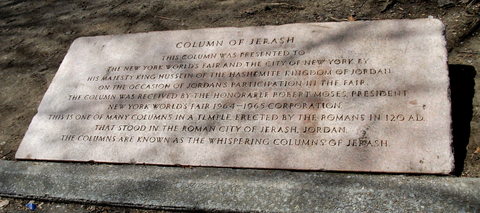 COLUMN OF JERASH
THIS COLUMN WAS PRESENTED TO
THE NEW YORK WORLD'S FAIR AND THE CITY OF NEW YORK BY
HIS MAJESTY KING HUSSEIN OF THE HASHEMITE KINGDOM OF JORDAN
ON THE OCCASION OF JORDAN'S PARTICIPATION IN THE FAIR.
THE COLUMN WAS RECEIVED BY THE HONORABLE ROBERT MOSES, PRESIDENT
NEW YORK WORLD'S FAIR 1964-1965 CORPORATION
THIS IS ONE OF MANY COLUMNS IN A TEMPLE ERECTED BY THE ROMANS IN 120 A.D.
THAT STOOD IN THE ROMAN CITY OF JERASH, JORDAN.
THE COLUMNS ARE KNOWN AS THE WHISPERING COLUMNS OF JERASH.